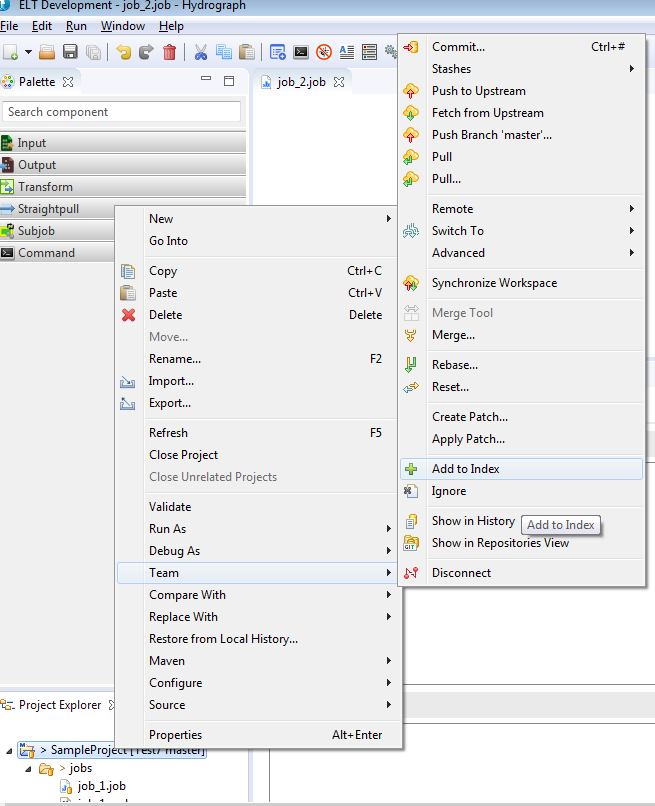 ELT Development - job_2.job - Hydrograph
File Edit Run Window Help
Palette
job_2.job
Search component
Input
Output
Transform
Straightpull
Subjob
Command
New
Go Into
Copy Ctrl+C
Paste Ctrl+V
Delete Delete
Move...
Rename... F2
Import...
Export...
Refresh F5
Close Project
Close Unrelated Projects
Validate
Run As
Debug As
Team
Compare With
Replace With
Restore from Local History...
Maven
Configure
Source
Properties Alt+Enter
Commit... Ctrl+#
Stashes
Push to Upstream
Fetch from Upstream
Push Branch 'master'...
Pull
Pull...
Remote
Switch To
Advanced
Synchronize Workspace
Merge Tool
Merge...
Rebase...
Reset...
Create Patch...
Apply Patch...
Add to Index
Ignore
Show in History
Add to Index
Show in Repositories View
GIT
Disconnect
Project Explorer
> SampleProject [Test7 master]
> jobs
job_1.job